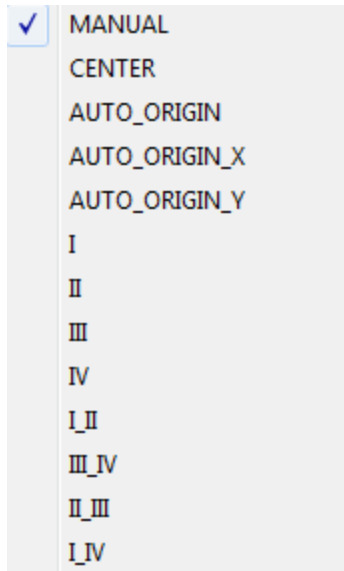 MANUAL
CENTER
AUTO_ORIGIN
AUTO_ORIGIN_X
AUTO_ORIGIN_Y
I
II
III
IV
I_II
III_IV
II_III
I_IV